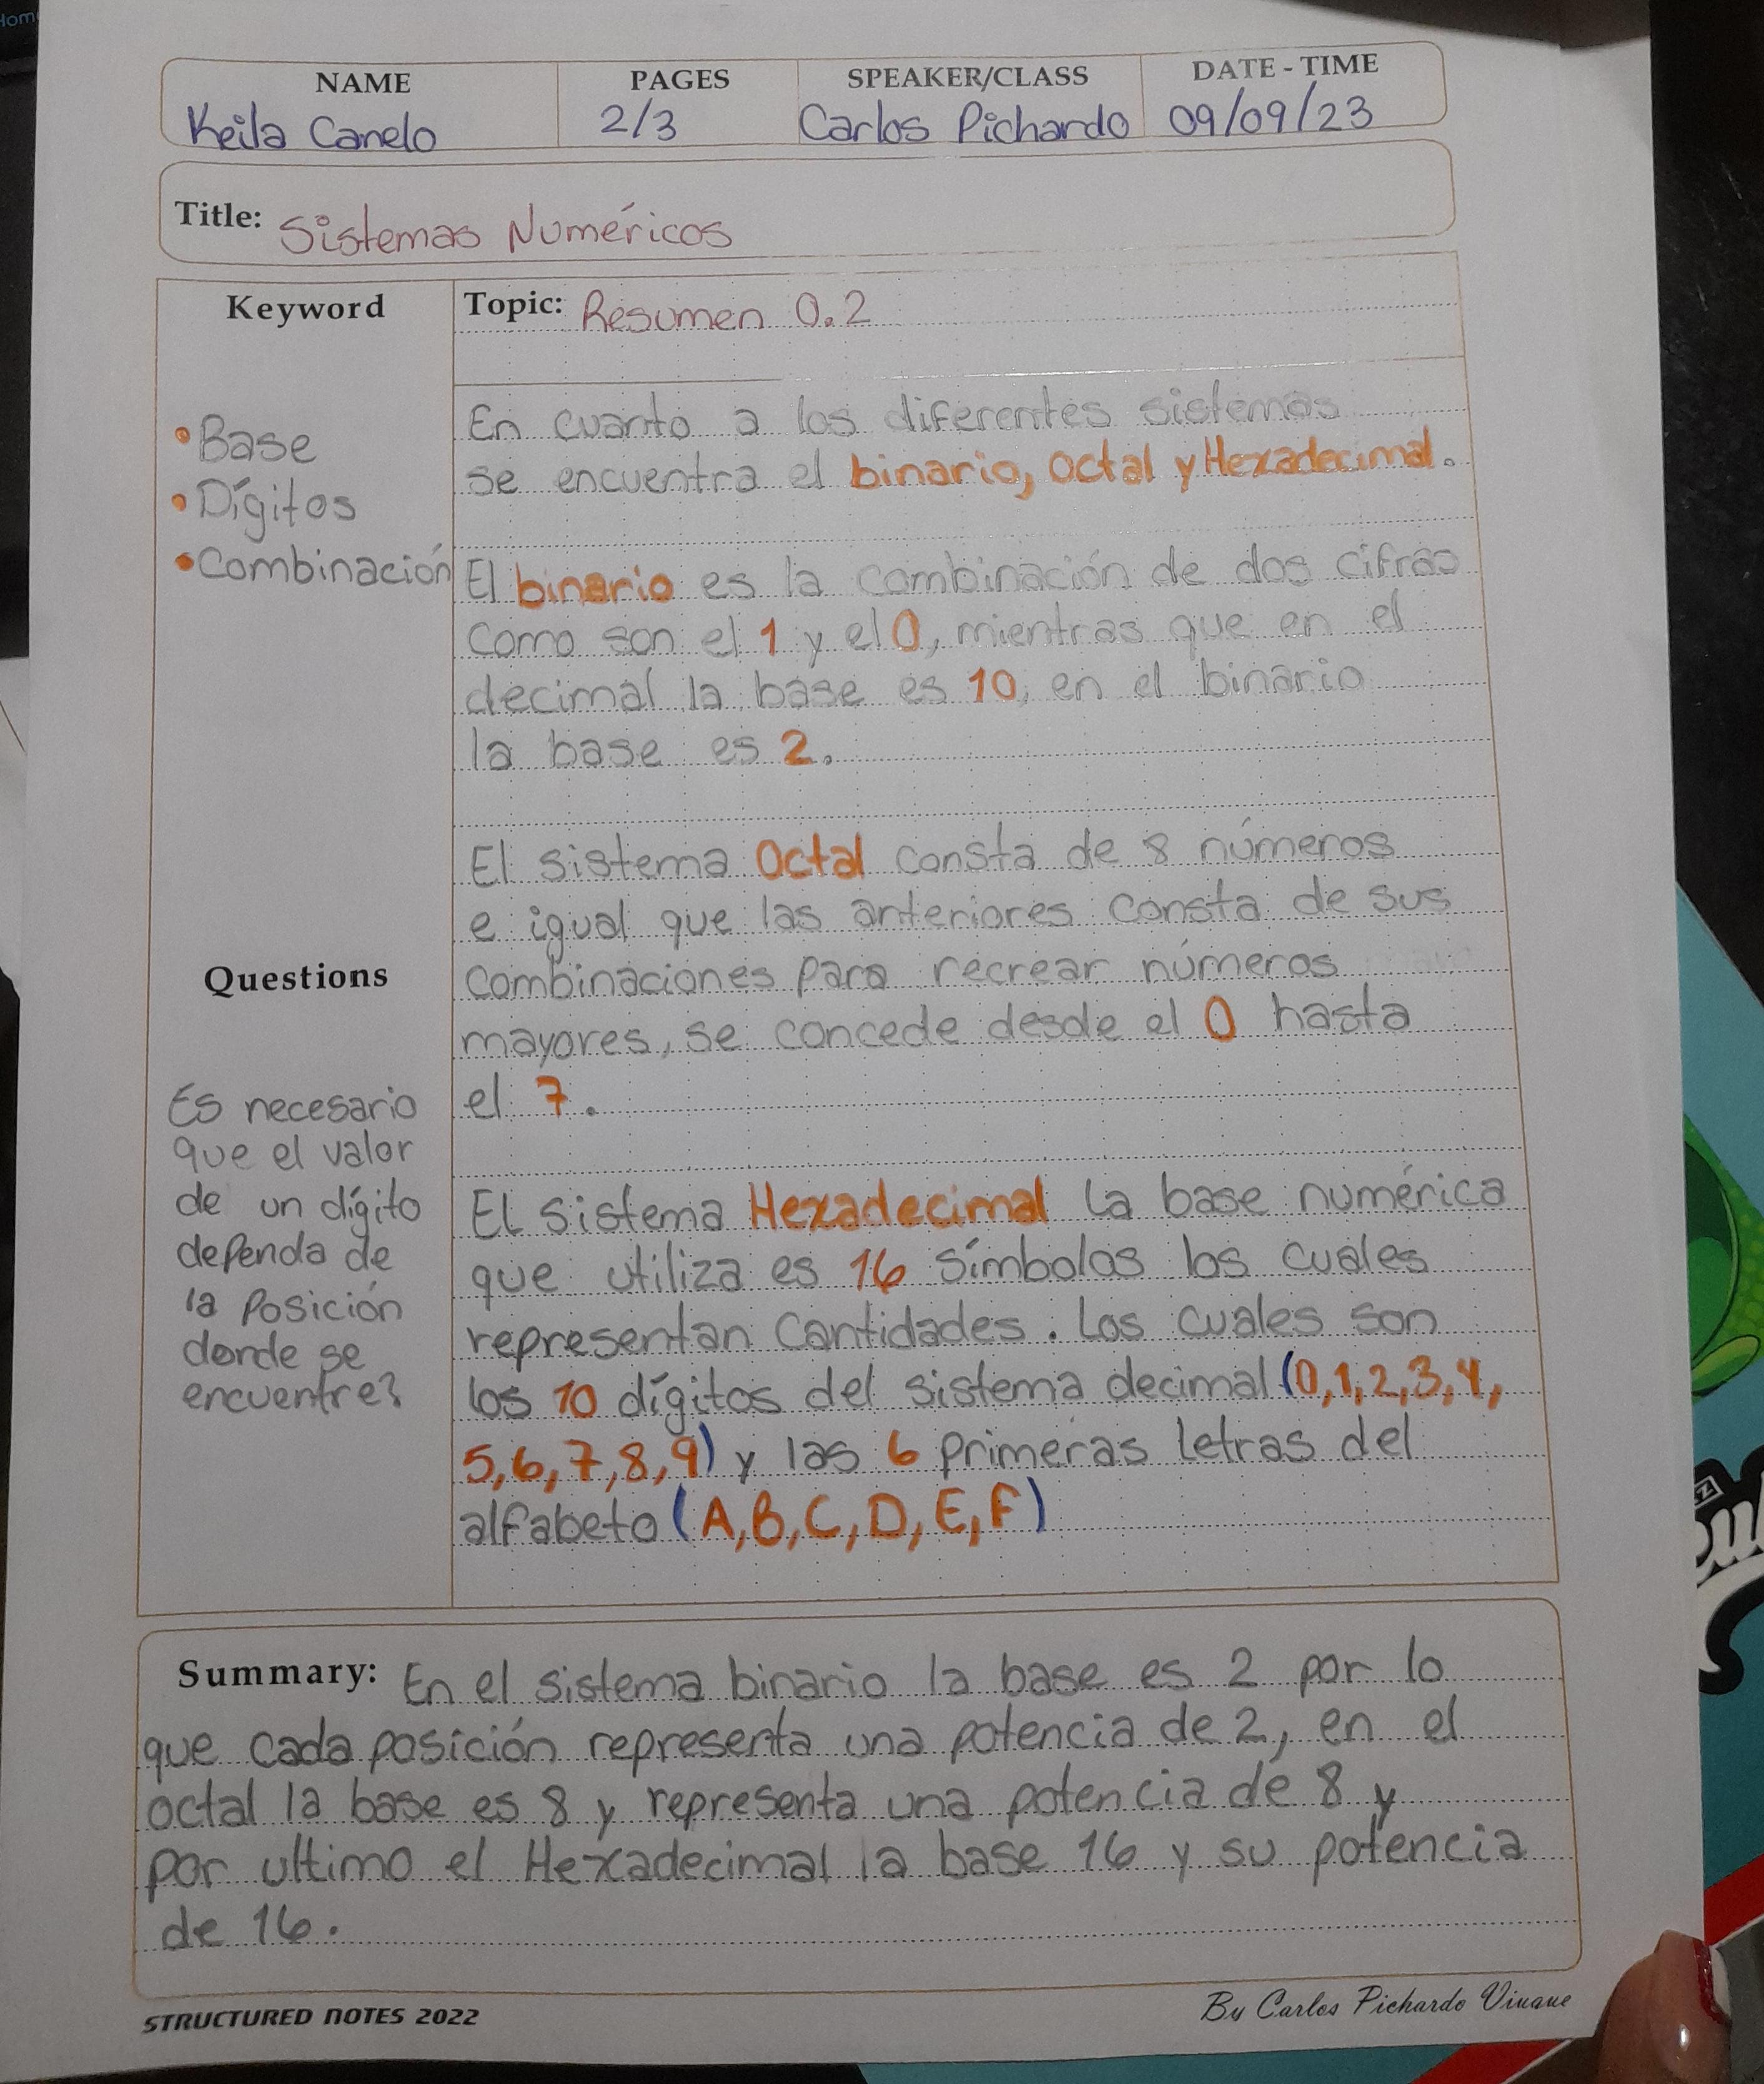 Hom
NAME
PAGES
SPEAKER/CLASS
DATE - TIME
Keila Canelo
2/3
Carlos Pichardo
09/09/23
Title: Sistemas Numéricos
Keyword
Topic: Resumen 0.2
• Base
• Dígitos
• Combinación
En cuanto a los diferentes sistemas
se encuentra el binario, Octal y Hexadecimal.
El binario es la combinación de dos cifras
como son el 1 y el 0, mientras que en el
decimal la base es 10, en el binario
la base es 2.
El sistema Octal consta de 8 números
e igual que las anteriores consta de sus
combinaciones para recrear números
mayores, se concede desde el 0 hasta
el 7.
El sistema Hexadecimal la base numérica
que utiliza es 16 símbolos los cuales
representan cantidades. Los cuales son
los 10 dígitos del sistema decimal (0,1,2,3,4,
5,6,7,8,9) y las 6 primeras letras del
alfabeto (A,B,C,D,E,F)
Questions
Es necesario
que el valor
de un dígito
dependa de
la posición
donde se
encuentre?
Summary: En el sistema binario la base es 2 por lo
que cada posición representa una potencia de 2, en el
octal la base es 8 y representa una potencia de 8 y
por ultimo el Hexadecimal la base 16 y su potencia
de 16.
STRUCTURED NOTES 2022
By Carlos Pichardo Viuque